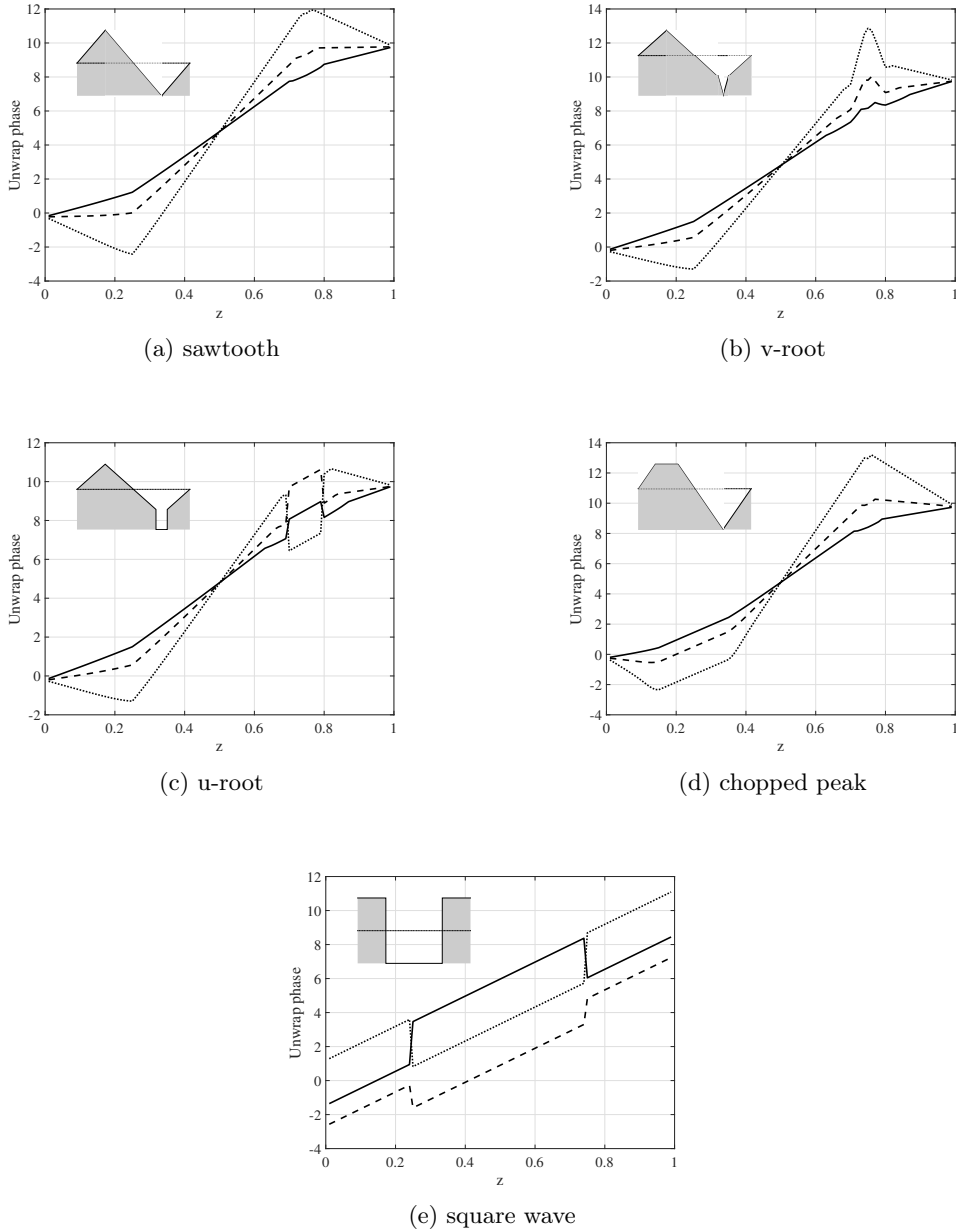 12
10
8
6
4
2
0
-2
-4
Unwrap phase
0 0.2 0.4 0.6 0.8 1
z
(a) sawtooth
14
12
10
8
6
4
2
0
-2
Unwrap phase
0 0.2 0.4 0.6 0.8 1
z
(b) v-root
12
10
8
6
4
2
0
-2
Unwrap phase
0 0.2 0.4 0.6 0.8 1
z
(c) u-root
14
12
10
8
6
4
2
0
-2
-4
Unwrap phase
0 0.2 0.4 0.6 0.8 1
z
(d) chopped peak
12
10
8
6
4
2
0
-2
-4
Unwrap phase
0 0.2 0.4 0.6 0.8 1
z
(e) square wave